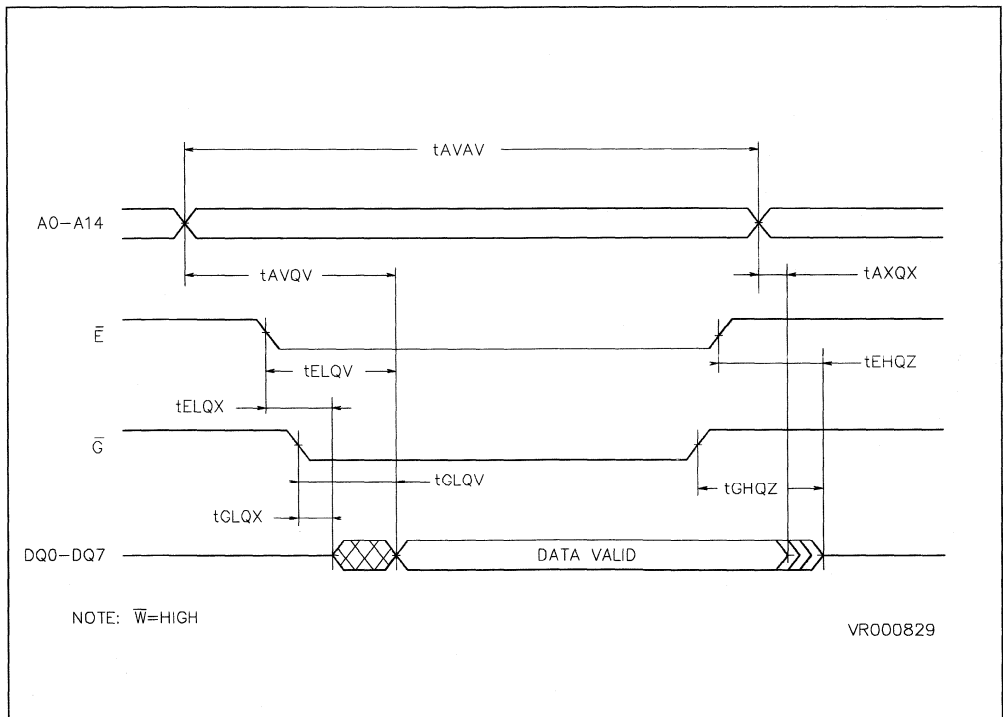 tAVAV
A0-A14
tAVQV
tAXQX
E̅
tELQV
tEHQZ
tELQX
G̅
tGLQV
tGHQZ
tGLQX
DQ0-DQ7
DATA VALID
NOTE: W̅=HIGH
VR000829